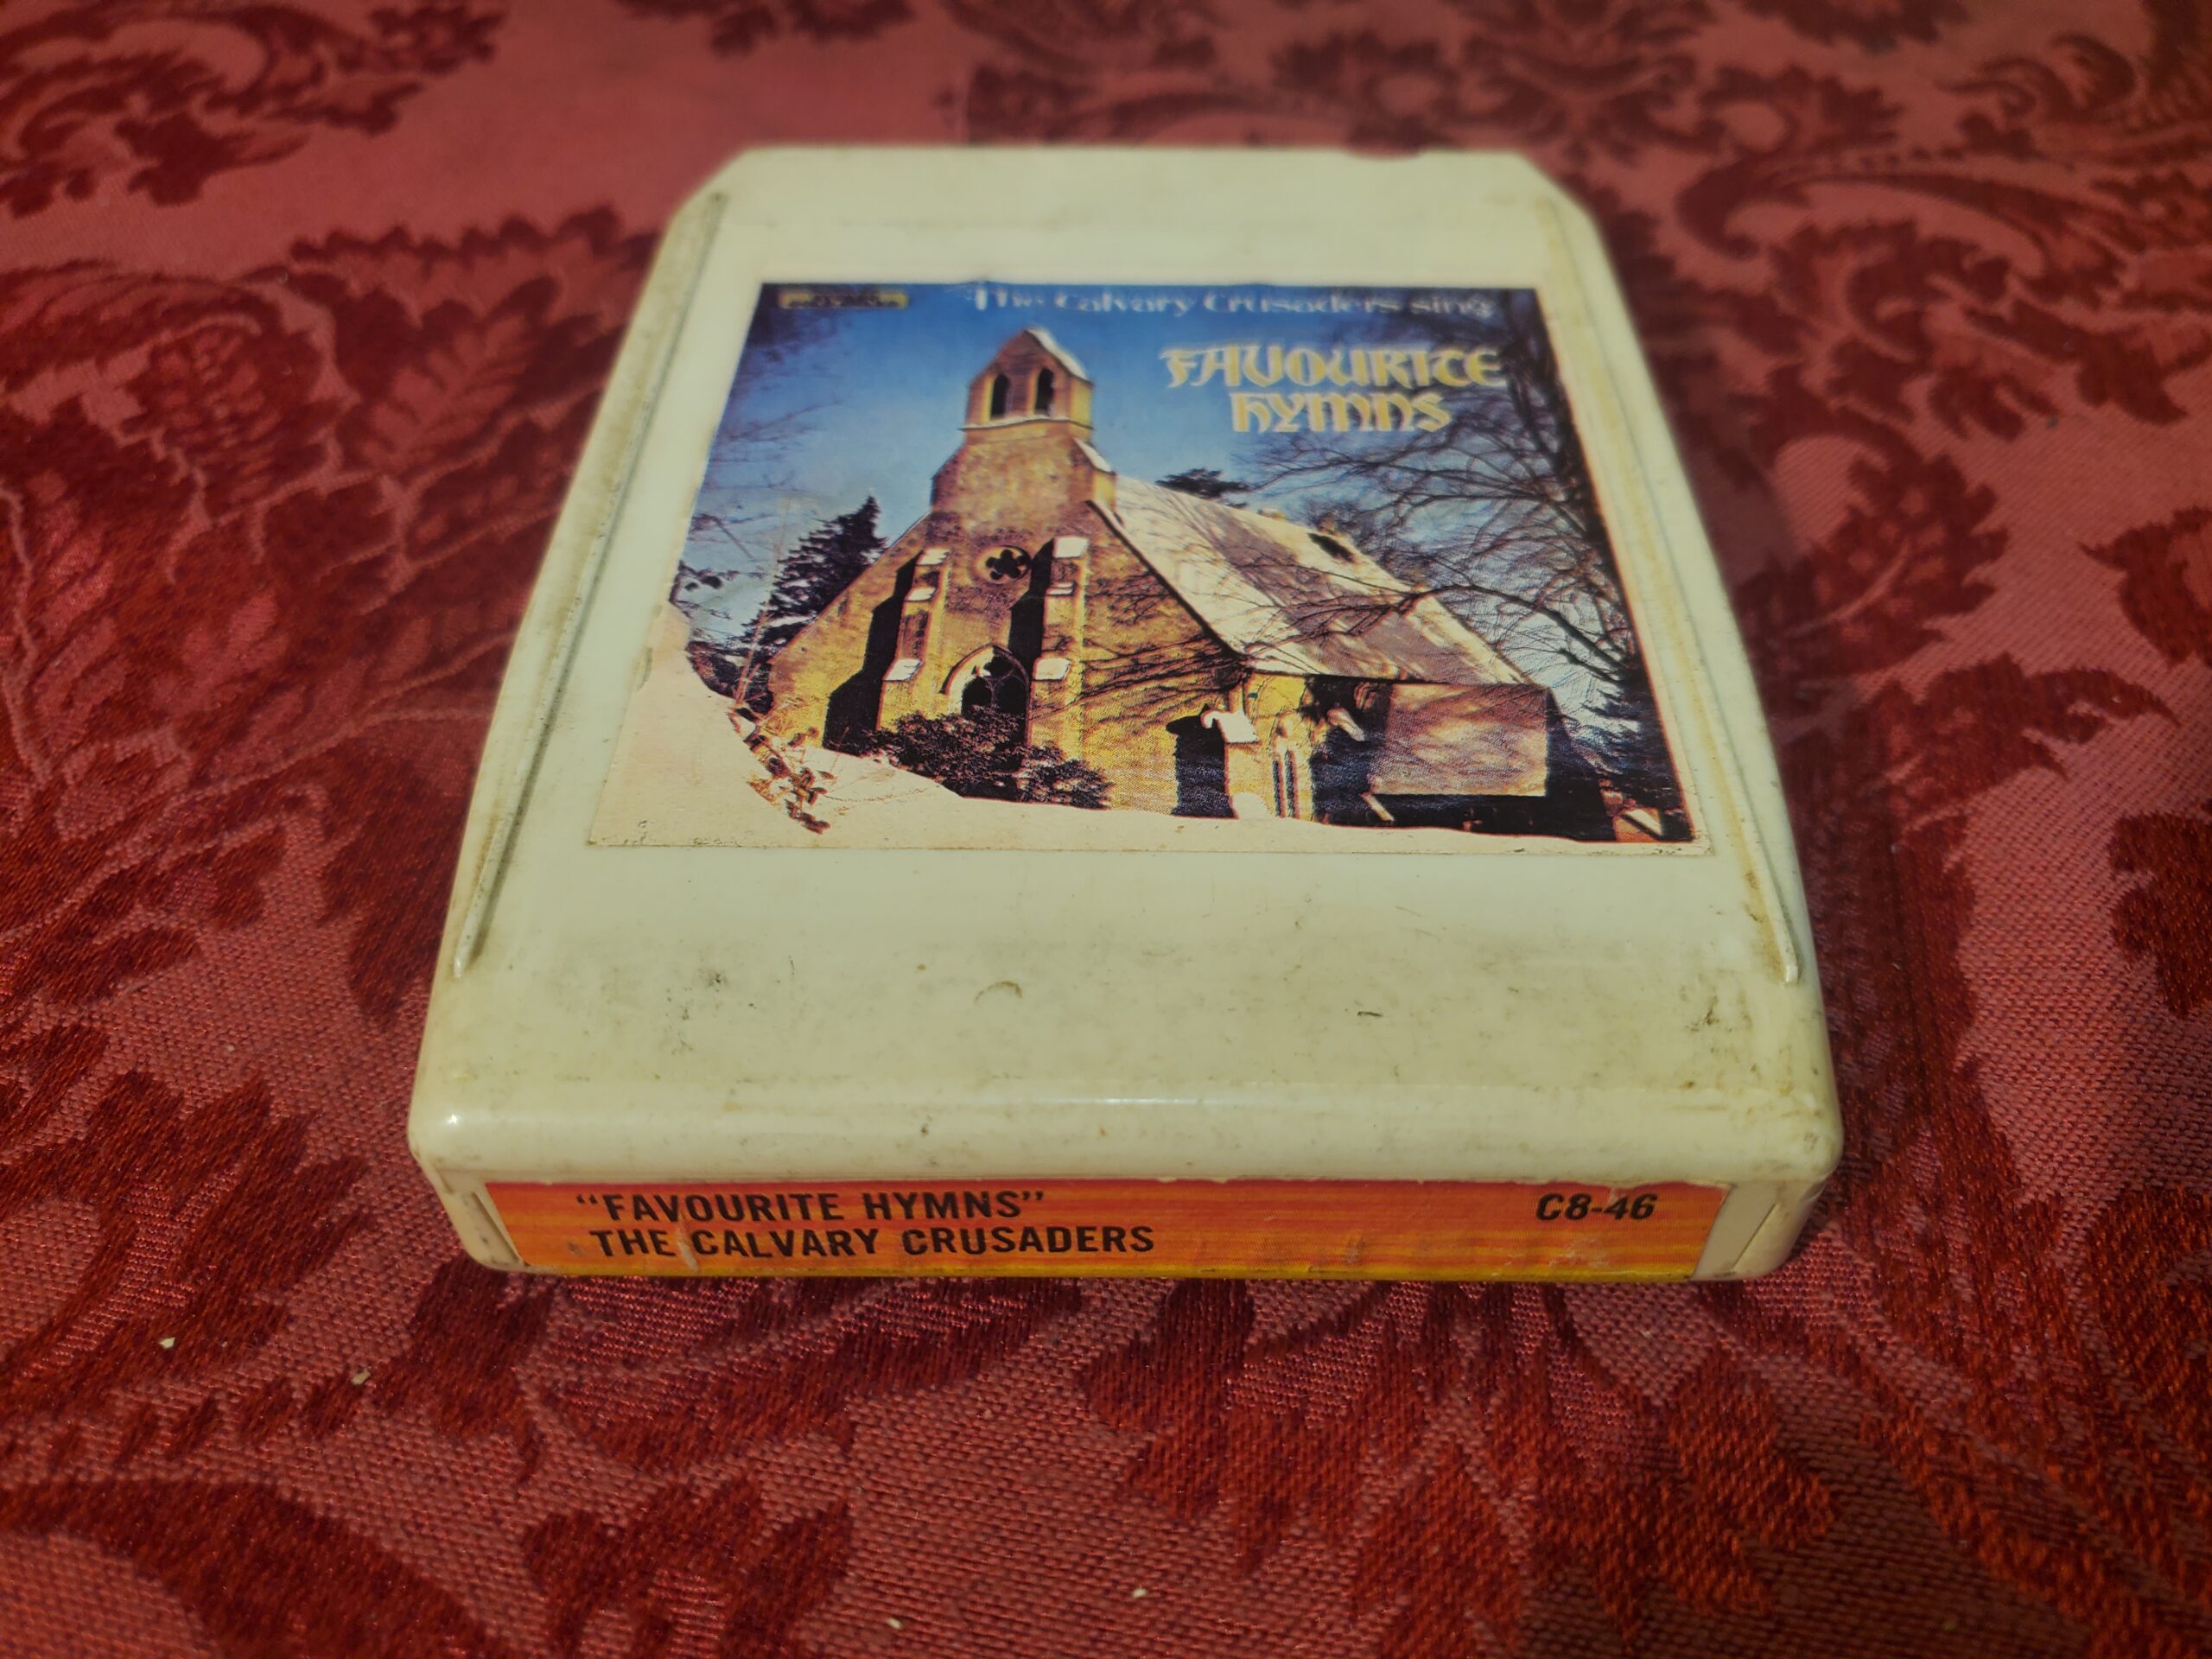 The Calvary Crusaders sing
FAVOURITE
HYMNS
"FAVOURITE HYMNS"
THE CALVARY CRUSADERS
C8-46